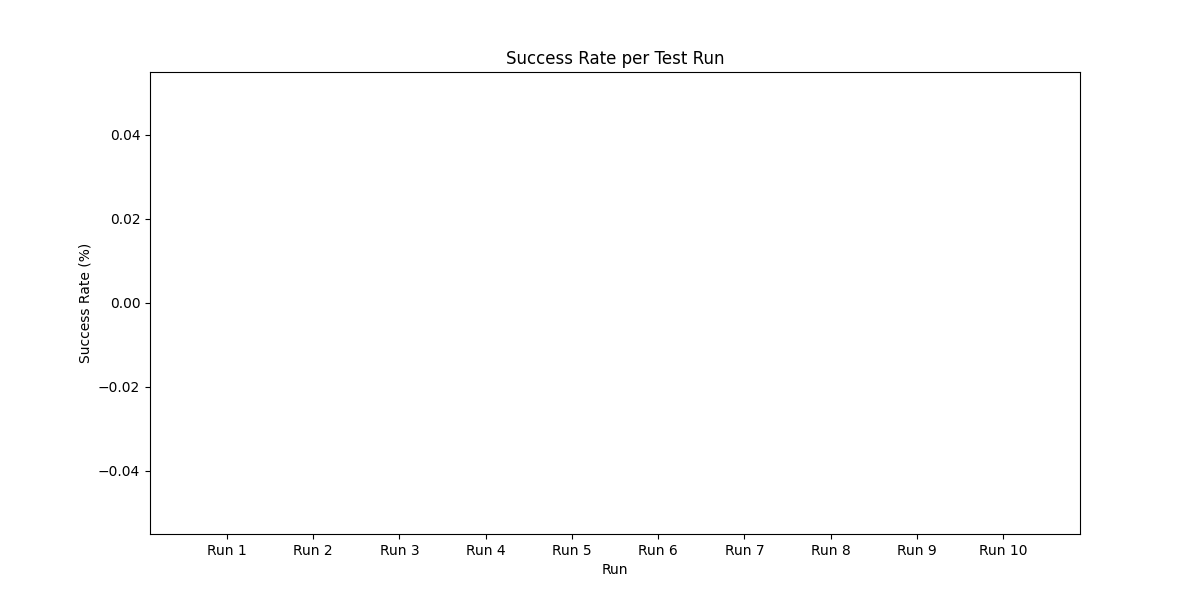 Success Rate per Test Run
Success Rate (%)
0.04
0.02
0.00
−0.02
−0.04
Run 1 Run 2 Run 3 Run 4 Run 5 Run 6 Run 7 Run 8 Run 9 Run 10
Run